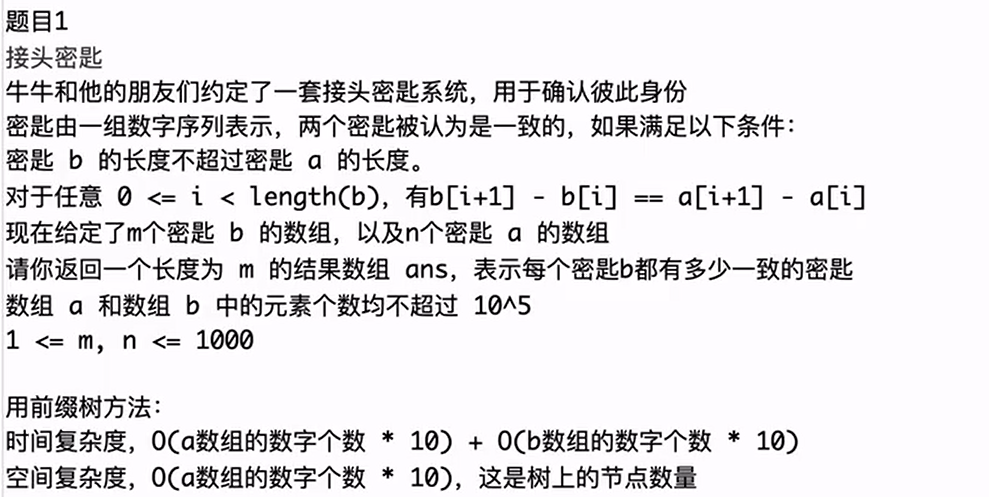 题目1
接头密匙
牛牛和他的朋友们约定了一套接头密匙系统，用于确认彼此身份
密匙由一组数字序列表示，两个密匙被认为是一致的，如果满足以下条件：
密匙 b 的长度不超过密匙 a 的长度。
对于任意 0 <= i < length(b)，有b[i+1] - b[i] == a[i+1] - a[i]
现在给定了m个密匙 b 的数组，以及n个密匙 a 的数组
请你返回一个长度为 m 的结果数组 ans，表示每个密匙b都有多少一致的密匙
数组 a 和数组 b 中的元素个数均不超过 10^5
1 <= m, n <= 1000
用前缀树方法：
时间复杂度，O(a数组的数字个数 * 10) + O(b数组的数字个数 * 10)
空间复杂度，O(a数组的数字个数 * 10)，这是树上的节点数量